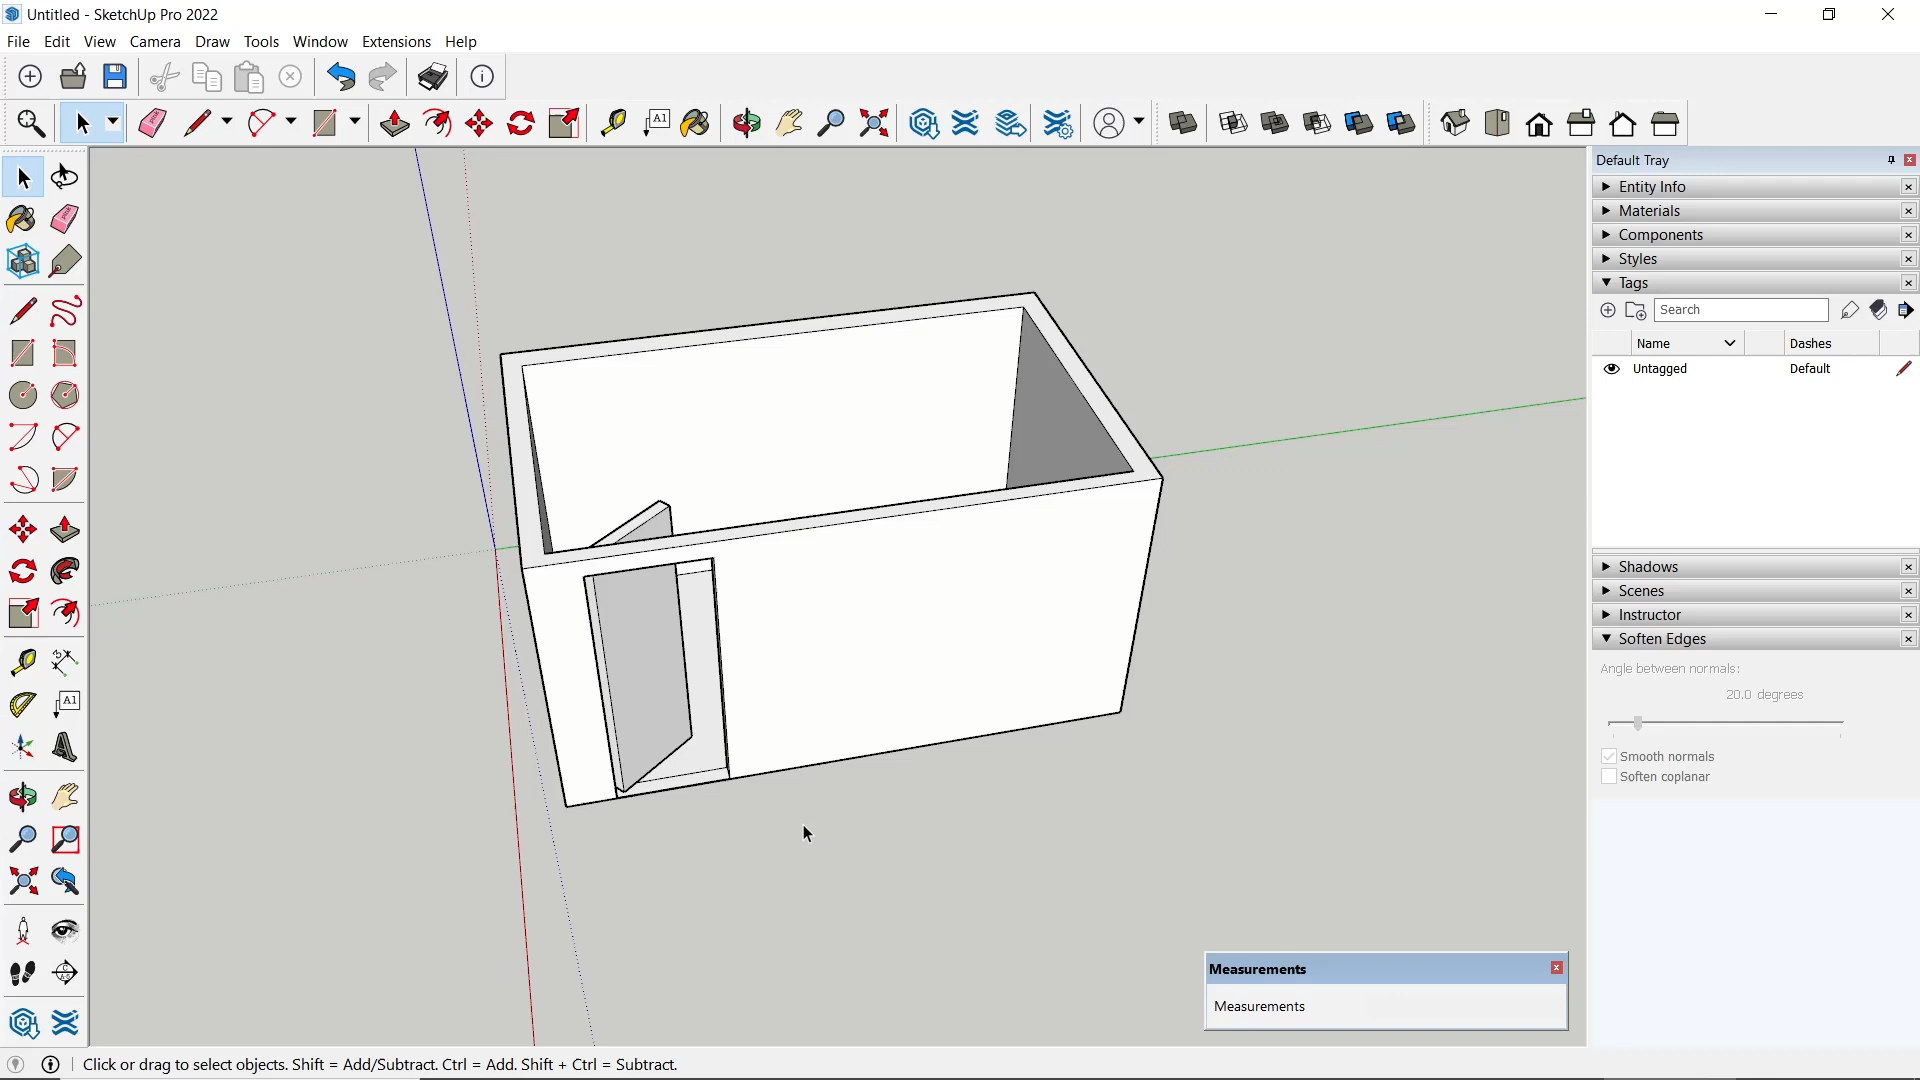 Untitled - SketchUp Pro 2022
File Edit View Camera Draw Tools Window Extensions Help
A1
Default Tray
Entity Info
Materials
Components
Styles
Tags
Search
Name Dashes
Untagged Default
Shadows
Scenes
Instructor
Soften Edges
Angle between normals:
20.0 degrees
Smooth normals
Soften coplanar
A1
Measurements
Measurements
Click or drag to select objects. Shift = Add/Subtract. Ctrl = Add. Shift + Ctrl = Subtract.